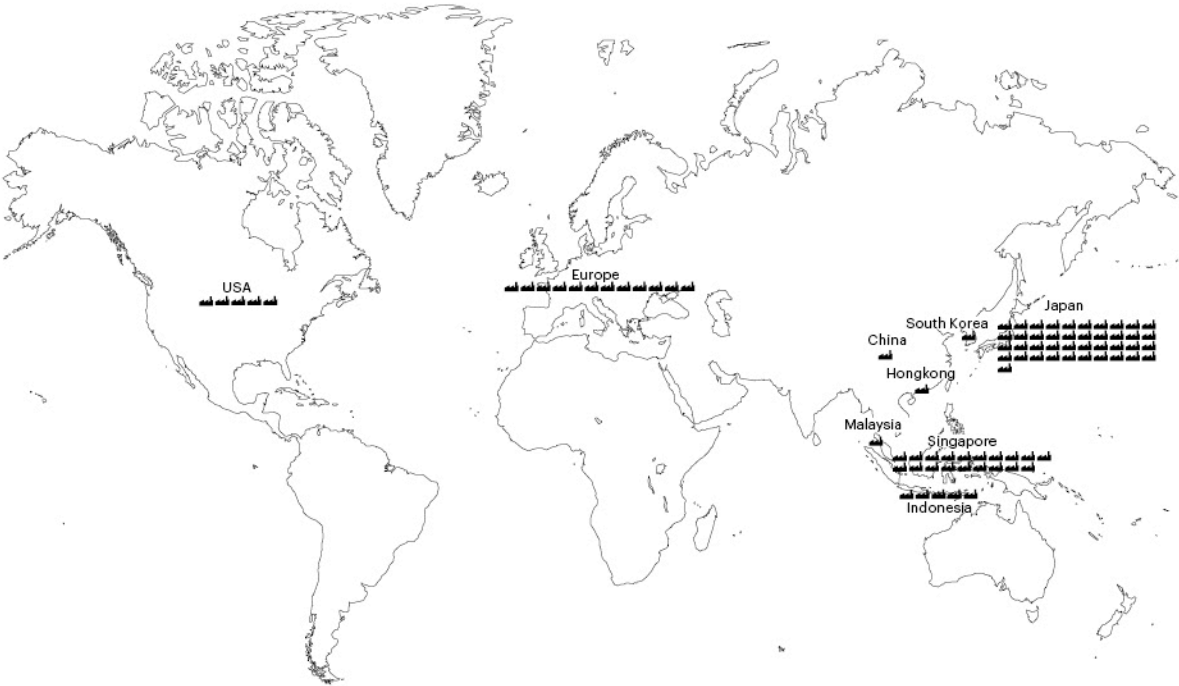 USA
Europe
Japan
South Korea
China
Hongkong
Malaysia
Singapore
Indonesia